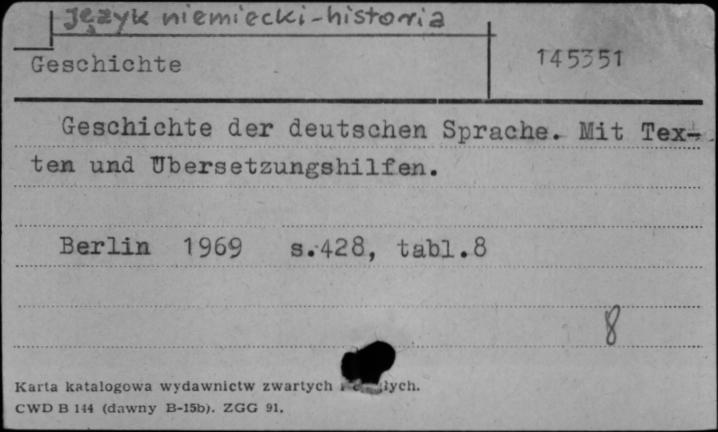 język niemiecki-historia
Geschichte
145351
Geschichte der deutschen Sprache. Mit Tex-
ten und Übersetzungshilfen.
Berlin 1969 s.428, tabl.8
8
Karta katalogowa wydawnictw zwartych
CWD B 144 (dawny B-15b). ZGG 91.